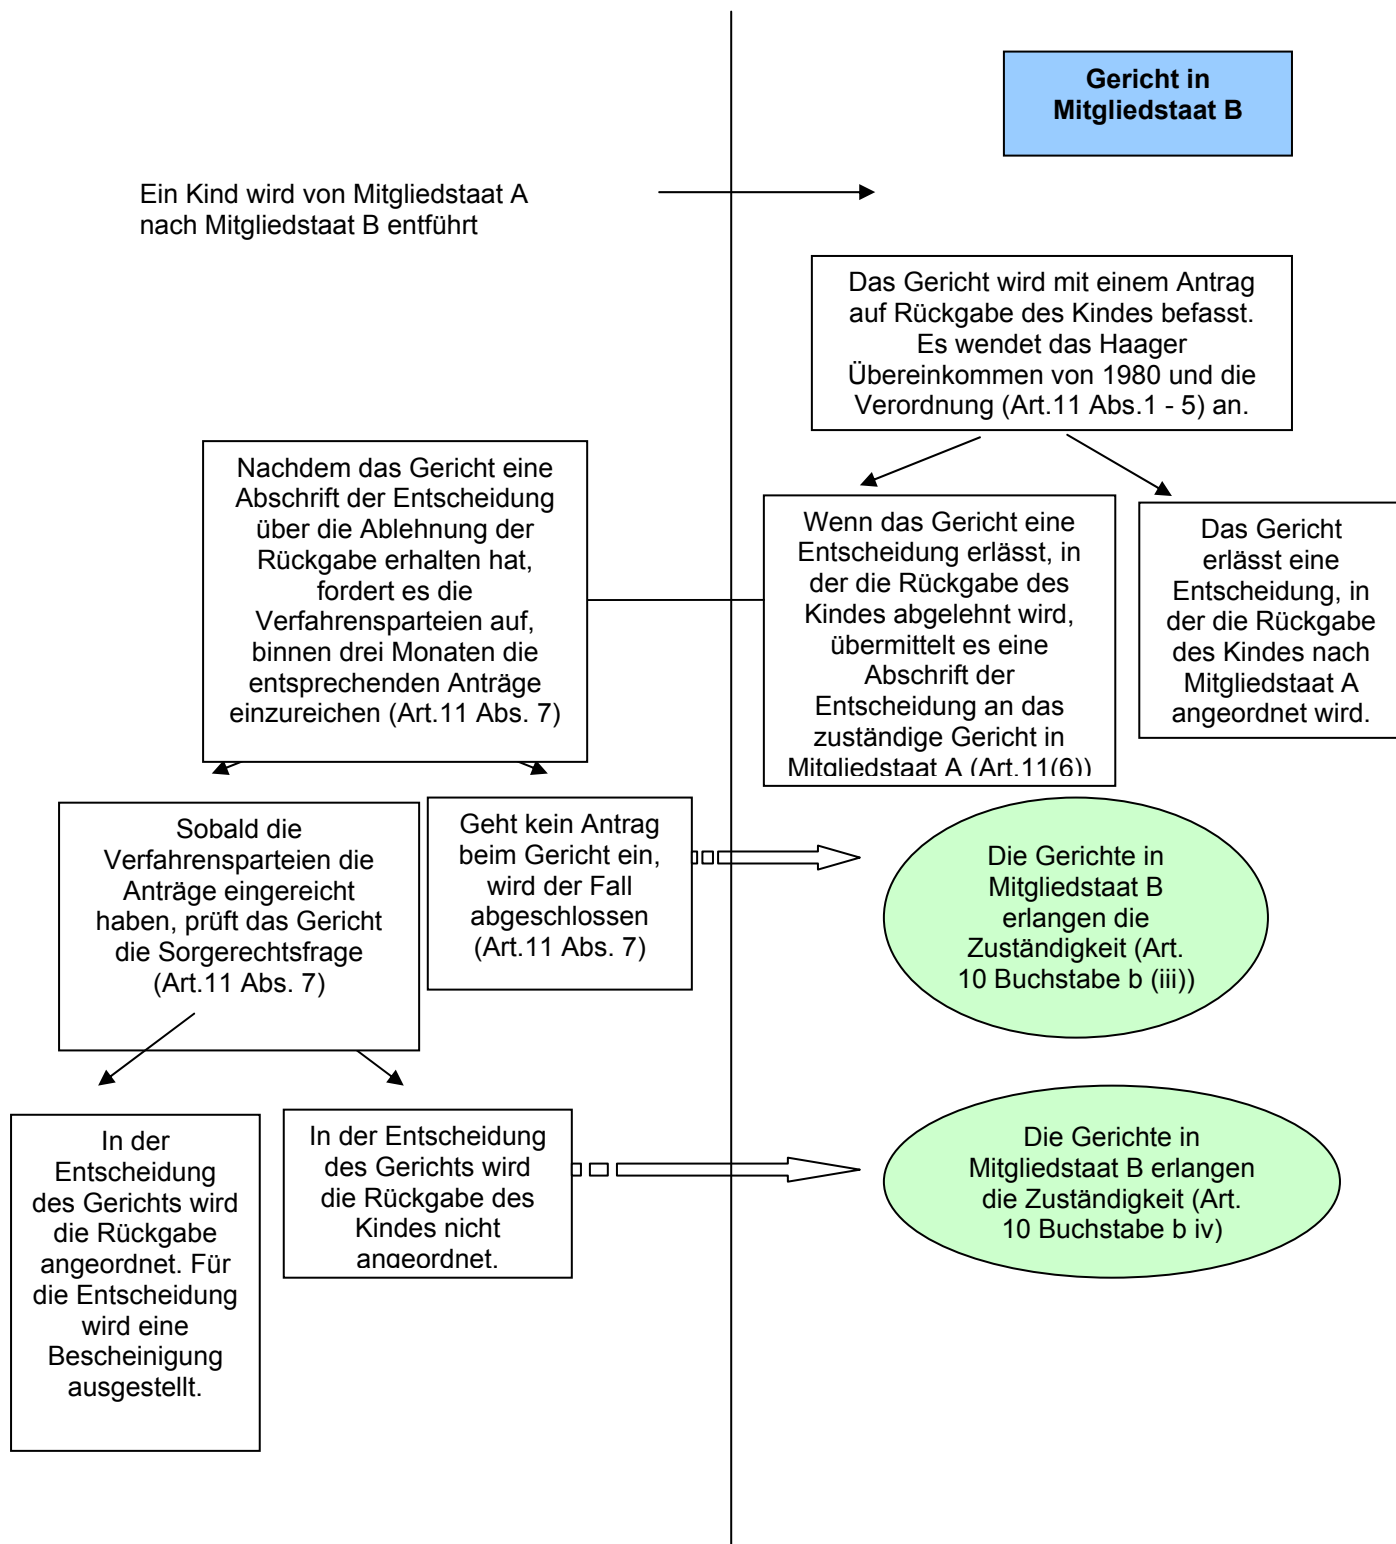 Gericht in
Mitgliedstaat B
Ein Kind wird von Mitgliedstaat A
nach Mitgliedstaat B entführt
Das Gericht wird mit einem Antrag
auf Rückgabe des Kindes befasst.
Es wendet das Haager
Übereinkommen von 1980 und die
Verordnung (Art.11 Abs.1 - 5) an.
Nachdem das Gericht eine
Abschrift der Entscheidung
über die Ablehnung der
Rückgabe erhalten hat,
fordert es die
Verfahrensparteien auf,
binnen drei Monaten die
entsprechenden Anträge
einzureichen (Art.11 Abs. 7)
Wenn das Gericht eine
Entscheidung erlässt, in
der die Rückgabe des
Kindes abgelehnt wird,
übermittelt es eine
Abschrift der
Entscheidung an das
zuständige Gericht in
Mitgliedstaat A (Art.11(6))
Das Gericht
erlässt eine
Entscheidung, in
der die Rückgabe
des Kindes nach
Mitgliedstaat A
angeordnet wird.
Sobald die
Verfahrensparteien die
Anträge eingereicht
haben, prüft das Gericht
die Sorgerechtsfrage
(Art.11 Abs. 7)
Geht kein Antrag
beim Gericht ein,
wird der Fall
abgeschlossen
(Art.11 Abs. 7)
Die Gerichte in
Mitgliedstaat B
erlangen die
Zuständigkeit (Art.
10 Buchstabe b (iii))
In der
Entscheidung
des Gerichts wird
die Rückgabe
angeordnet. Für
die Entscheidung
wird eine
Bescheinigung
ausgestellt.
In der Entscheidung
des Gerichts wird
die Rückgabe des
Kindes nicht
angeordnet.
Die Gerichte in
Mitgliedstaat B erlangen
die Zuständigkeit (Art.
10 Buchstabe b iv)